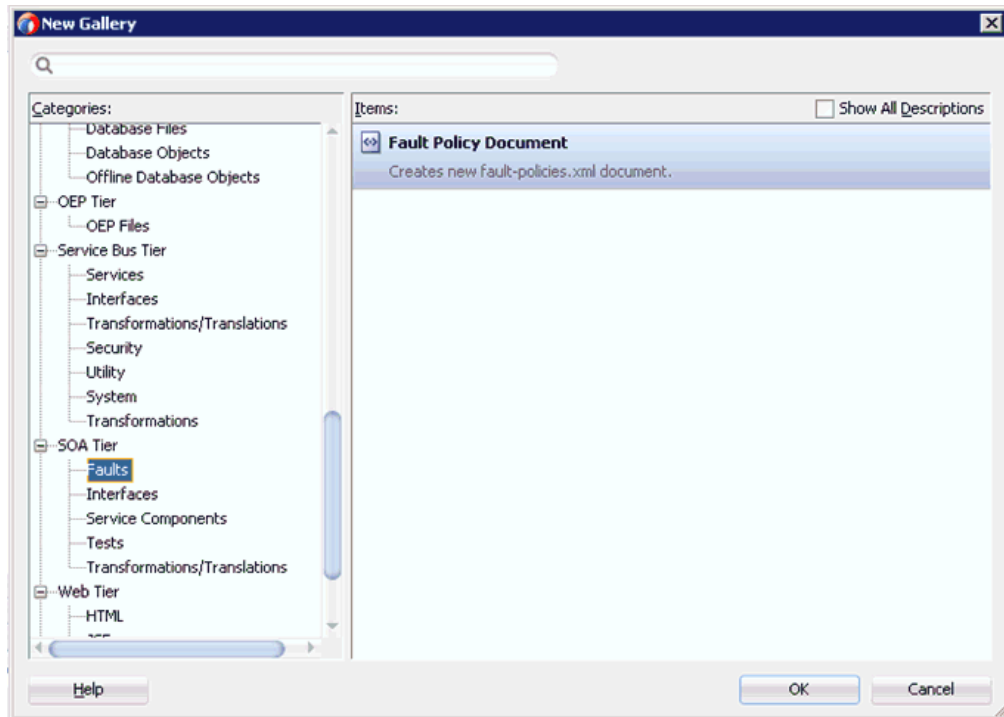 New Gallery
Categories:
Database Files
Database Objects
Offline Database Objects
OEP Tier
OEP Files
Service Bus Tier
Services
Interfaces
Transformations/Translations
Security
Utility
System
Transformations
SOA Tier
Faults
Interfaces
Service Components
Tests
Transformations/Translations
Web Tier
HTML
Items:
Show All Descriptions
Fault Policy Document
Creates new fault-policies.xml document.
Help
OK
Cancel